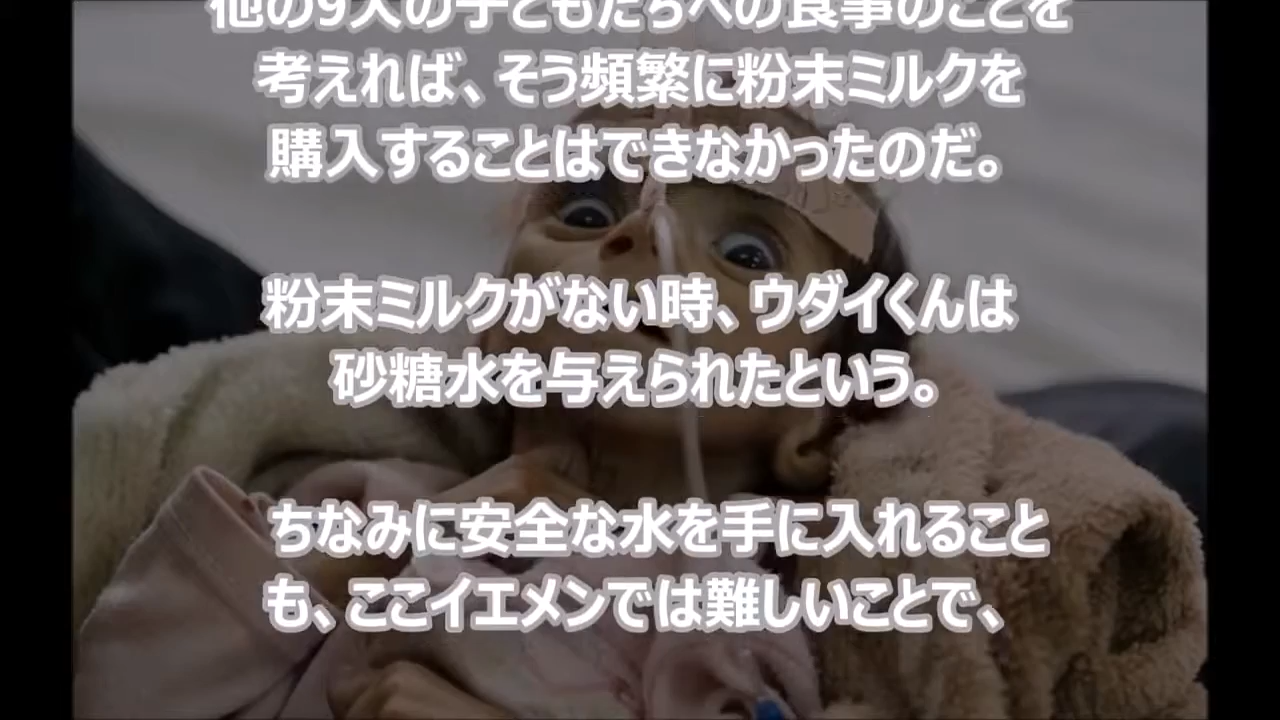 他の9人の子どもたちへの食事のことを
考えれば、そう頻繁に粉末ミルクを
購入することはできなかったのだ。
粉末ミルクがない時、ウダイくんは
砂糖水を与えられたという。
ちなみに安全な水を手に入れること
も、ここイエメンでは難しいことで、